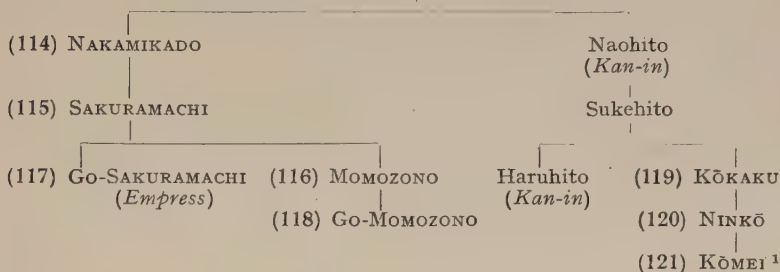 (114) NAKAMIKADO Naohito
(Kan-in)
(115) SAKURAMACHI Sukehito
(117) GO-SAKURAMACHI (116) MOMOZONO Haruhito (119) KŌKAKU
(Empress) (Kan-in)
(118) GO-MOMOZONO (120) NINKŌ
(121) KŌMEI 1